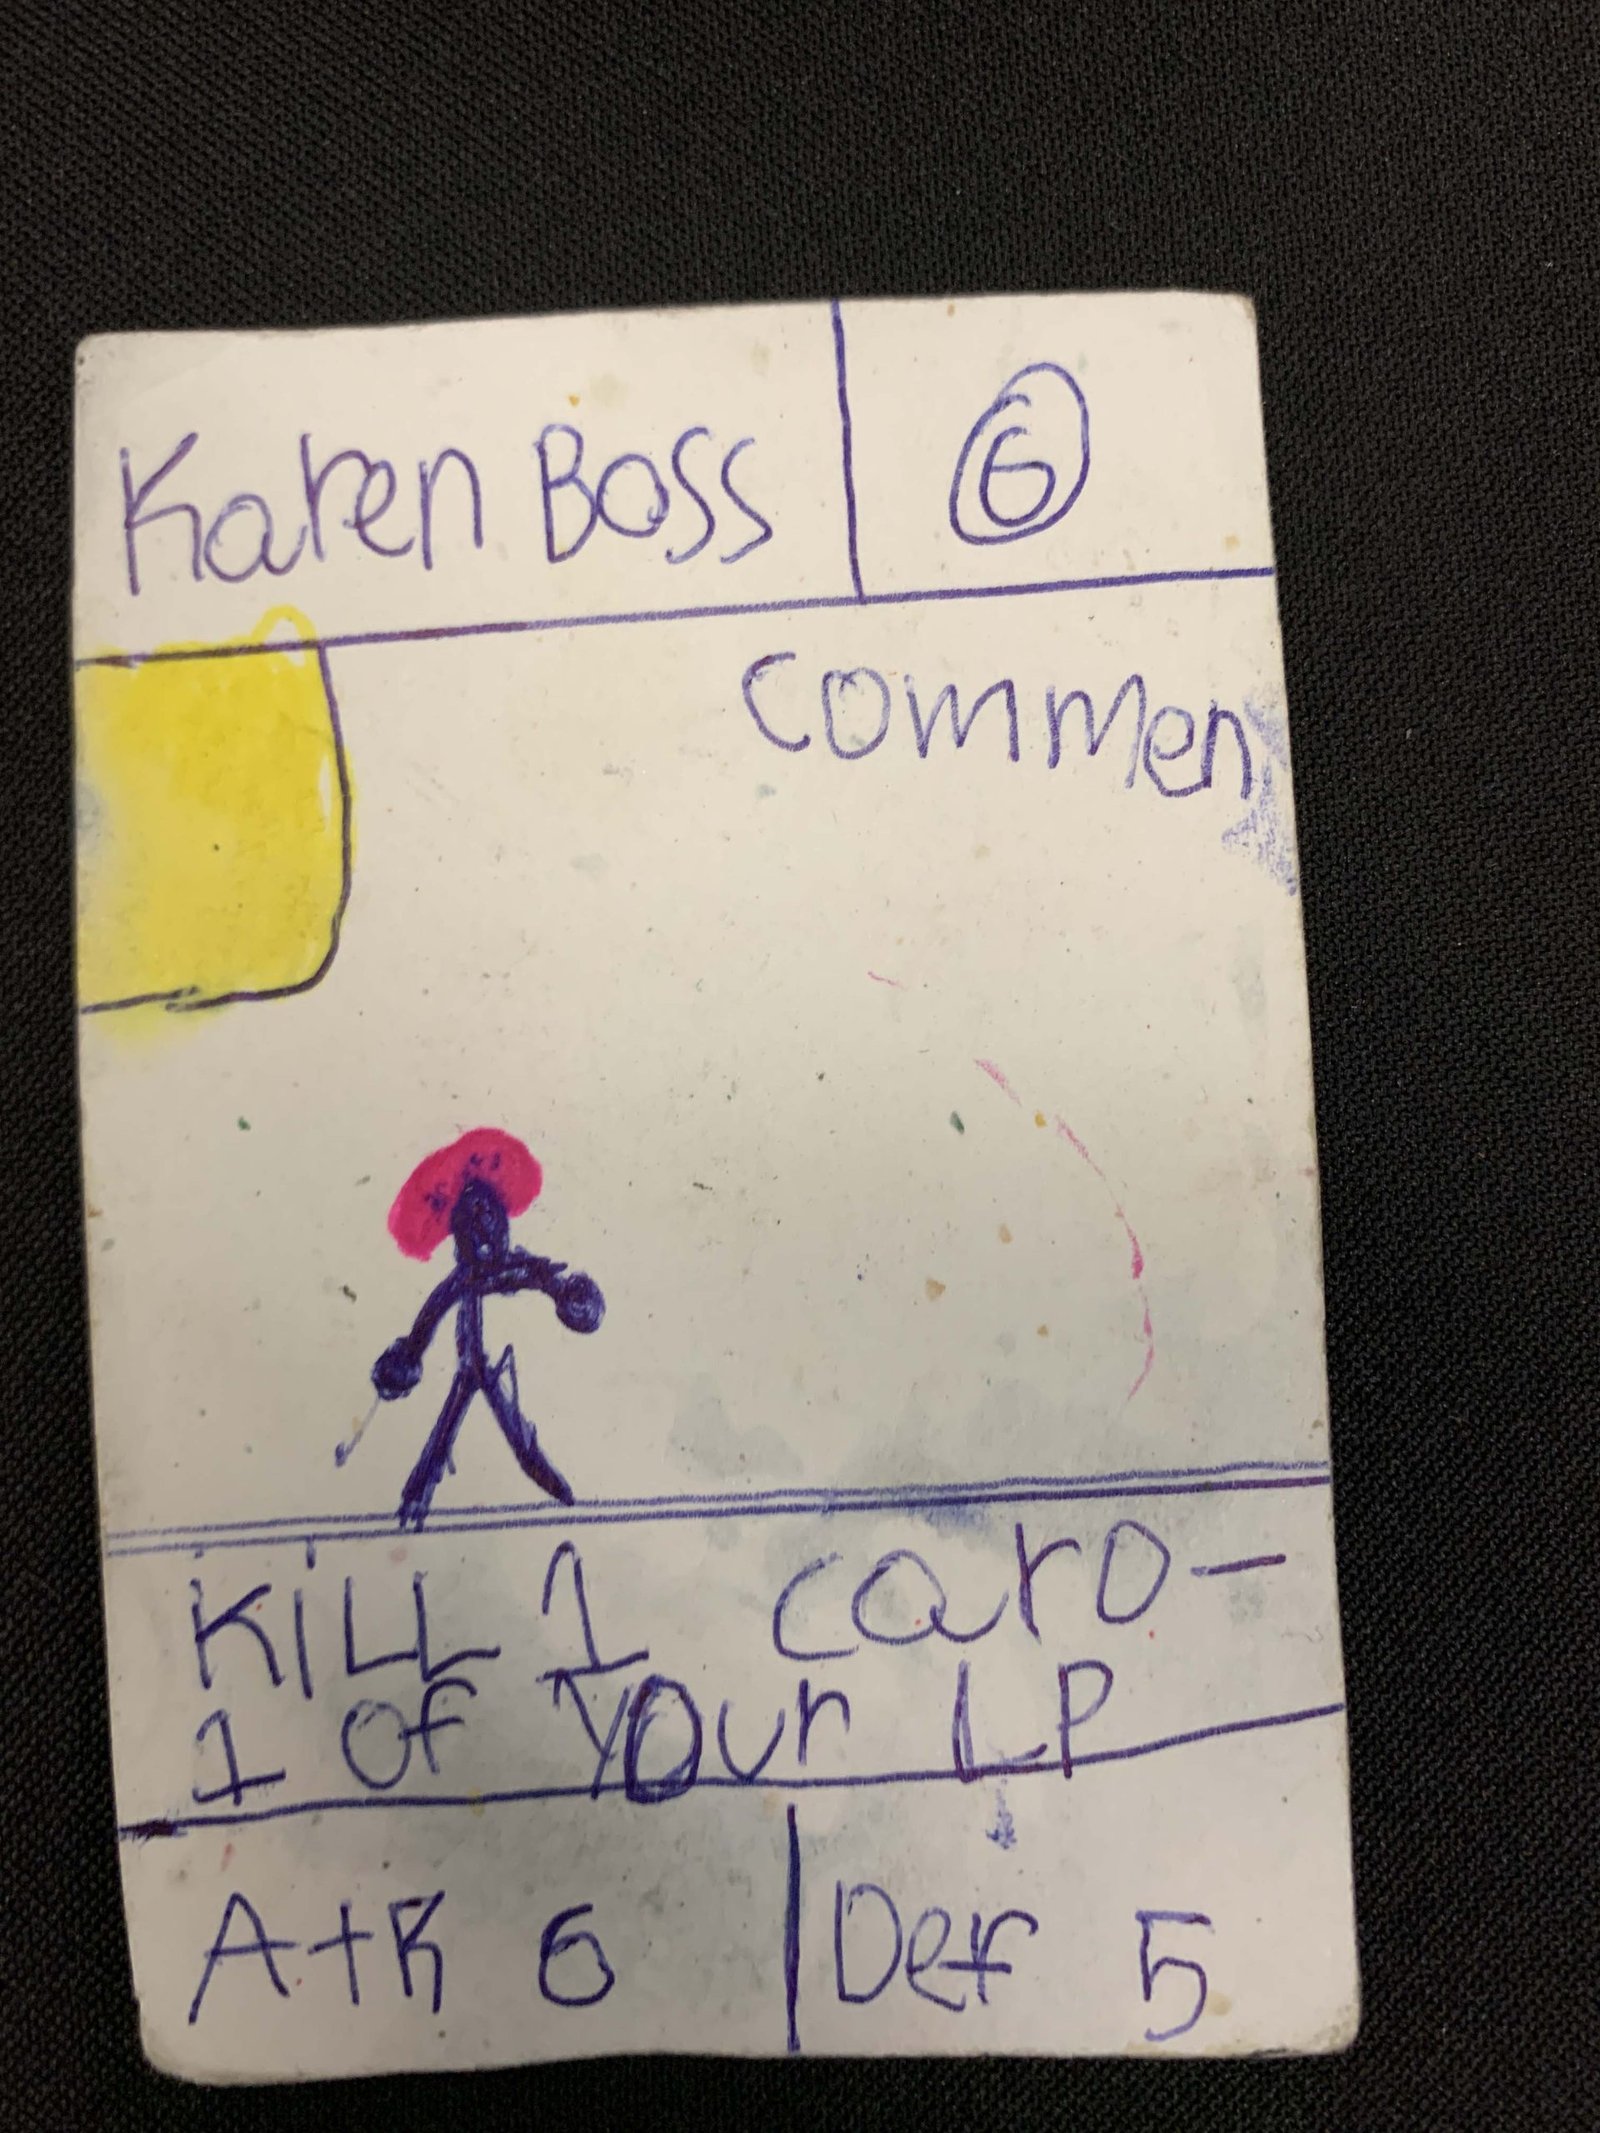 Karen Boss
6
commen
Kill 1 card-
1 of your LP
Atk 6
Def 5